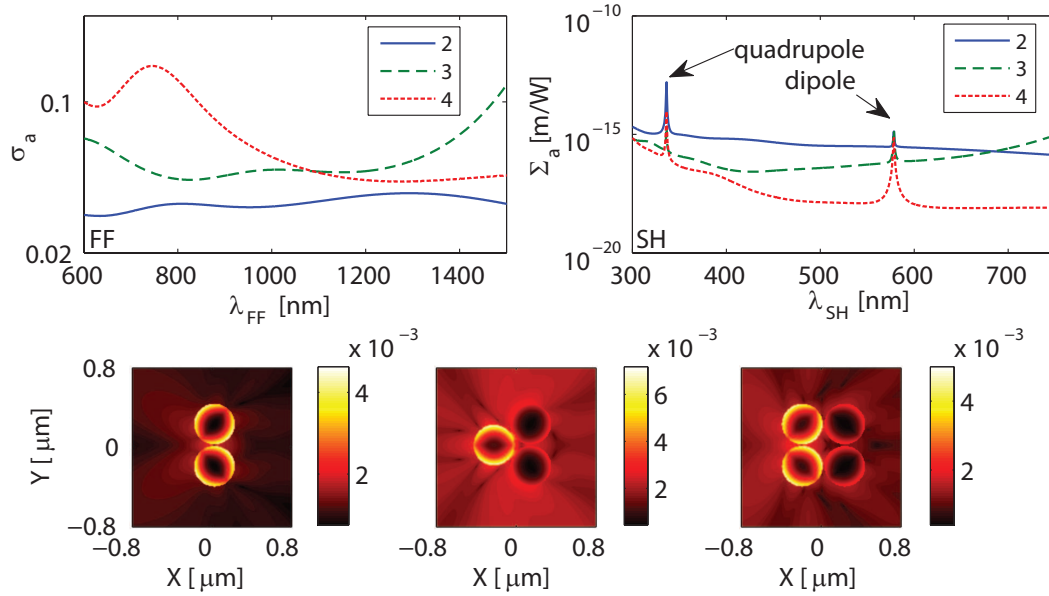 σa
0.1
0.02
FF
2
3
4
600
800
1000
1200
1400
λFF [nm]
Σa [m/W]
10−10
10−15
10−20
SH
quadrupole
dipole
2
3
4
300
400
500
600
700
λSH [nm]
x 10−3
4
2
Y [ μm]
0.8
0
−0.8
−0.8
0
0.8
X [ μm]
x 10−3
6
4
2
−0.8
0
0.8
X [ μm]
x 10−3
4
2
−0.8
0
0.8
X [ μm]